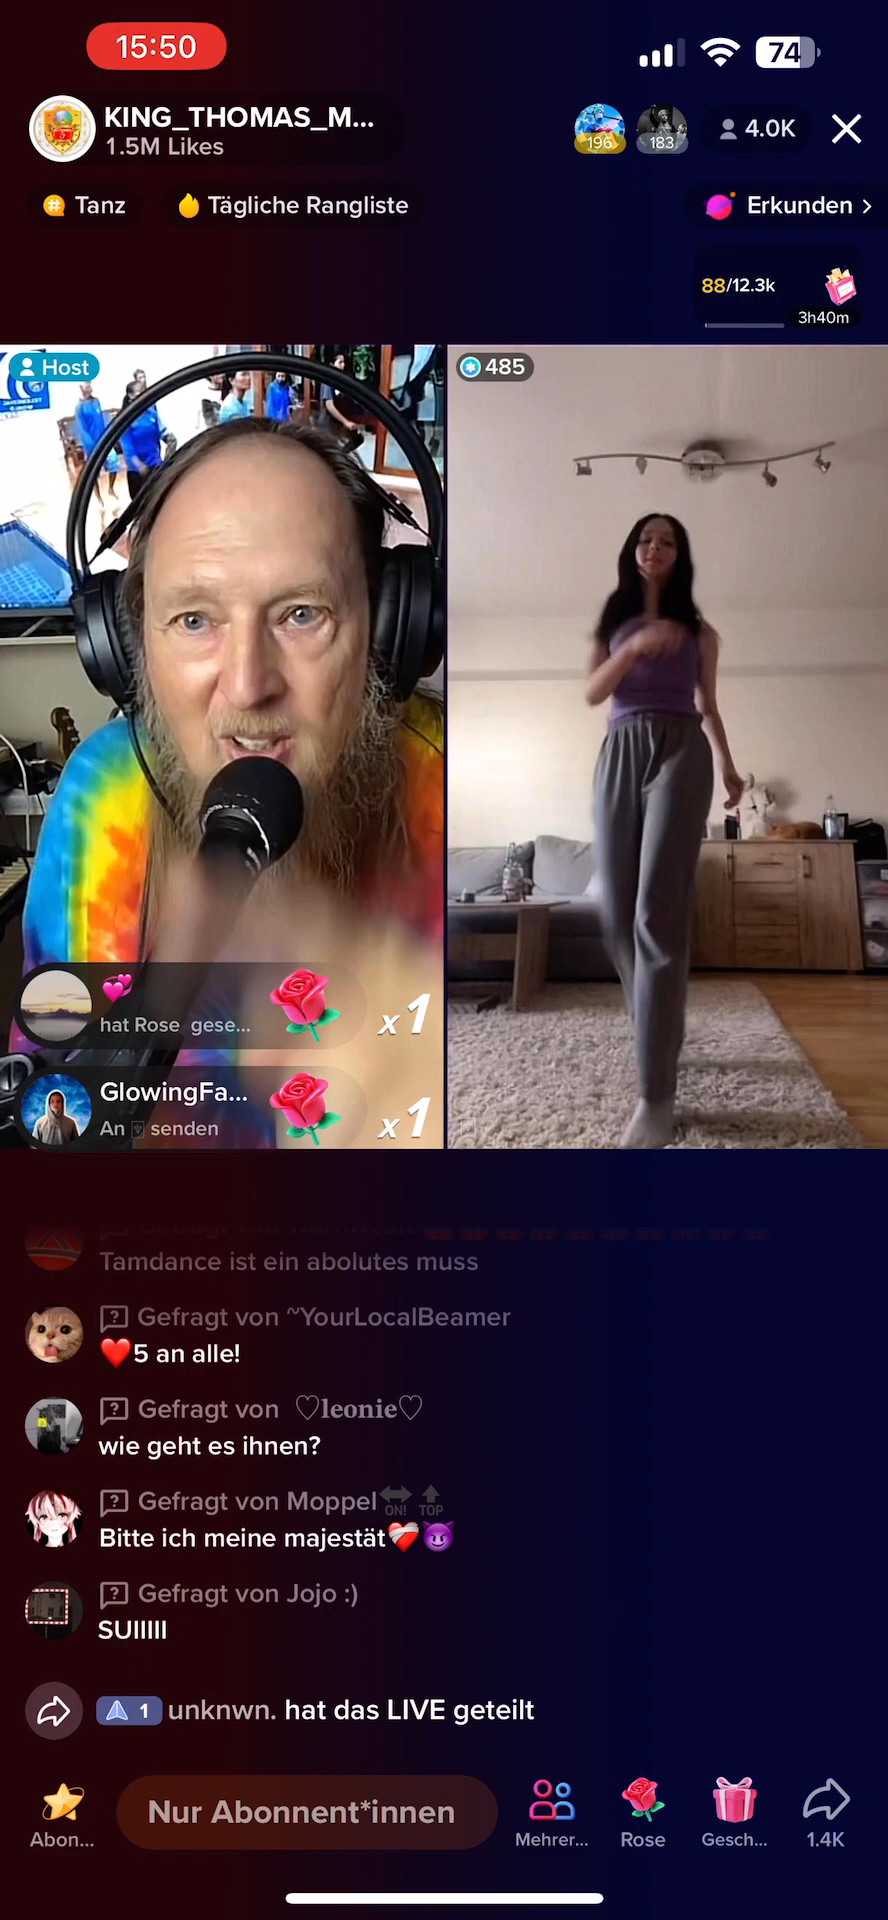 15:50
74
KING_THOMAS_M...
1.5M Likes
196
183
4.0K
Tanz
Tägliche Rangliste
Erkunden >
88/12.3k
3h40m
Host
485
hat Rose gese...
x1
GlowingFa...
An senden
x1
Tamdance ist ein abolutes muss
Gefragt von ~YourLocalBeamer
❤️5 an alle!
Gefragt von ♡leonie♡
wie geht es ihnen?
Gefragt von Moppel ON! TOP
Bitte ich meine majestät❤️‍🩹😈
Gefragt von Jojo :)
SUIIIII
1 unknwn. hat das LIVE geteilt
Abon...
Nur Abonnent*innen
Mehrer...
Rose
Gesch...
1.4K